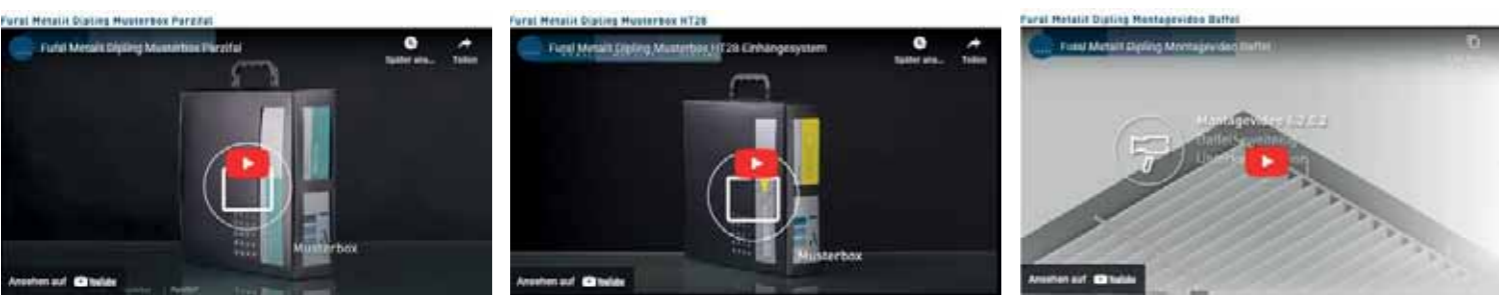 Fural Metalit Dipling Musterbox Parzifal
Fural Metalit Dipling Musterbox Parzifal
Später ans...
Teilen
Musterbox
Ansehen auf YouTube
Fural Metalit Dipling Musterbox HT28
Fural Metalit Dipling Musterbox HT28 Einhängesystem
Später ans...
Teilen
Musterbox
Ansehen auf YouTube
Fural Metalit Dipling Montagevideo Baffel
Fural Metalit Dipling Montagevideo Baffel
Montagevideo
Ansehen auf YouTube